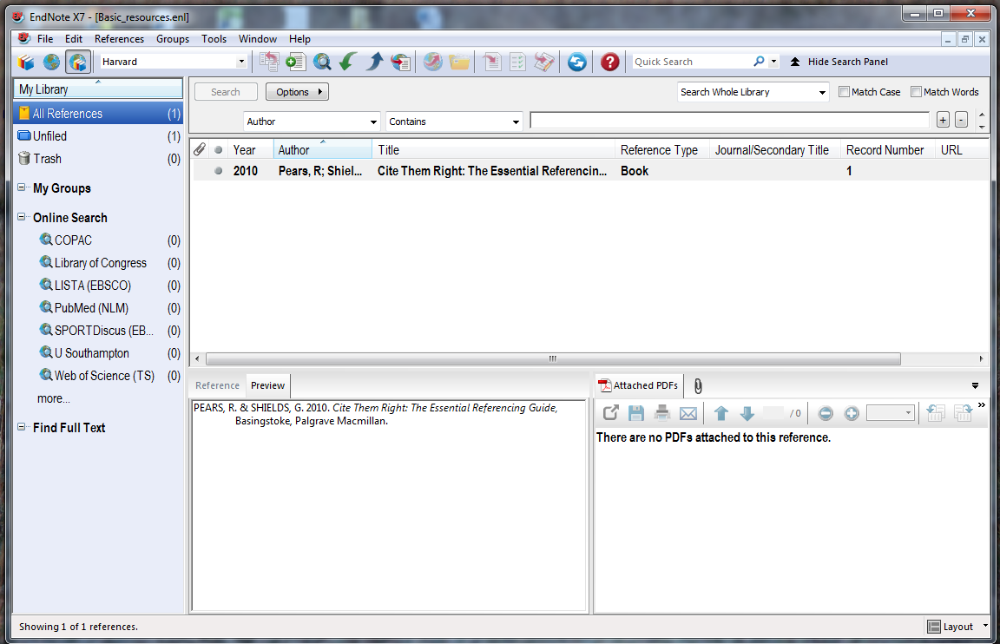 EndNote X7 - [Basic_resources.enl]
File Edit References Groups Tools Window Help
Harvard
Quick Search
Hide Search Panel
My Library
All References (1)
Unfiled (1)
Trash (0)
My Groups
Online Search
COPAC (0)
Library of Congress (0)
LISTA (EBSCO) (0)
PubMed (NLM) (0)
SPORTDiscus (EB... (0)
U Southampton (0)
Web of Science (TS) (0)
more...
Find Full Text
Search Options Search Whole Library Match Case Match Words
Author Contains + -
Year Author Title Reference Type Journal/Secondary Title Record Number URL
2010 Pears, R; Shiel... Cite Them Right: The Essential Referencin... Book 1
Reference Preview
PEARS, R. & SHIELDS, G. 2010. Cite Them Right: The Essential Referencing Guide,
Basingstoke, Palgrave Macmillan.
Attached PDFs
/0
There are no PDFs attached to this reference.
Showing 1 of 1 references.
Layout